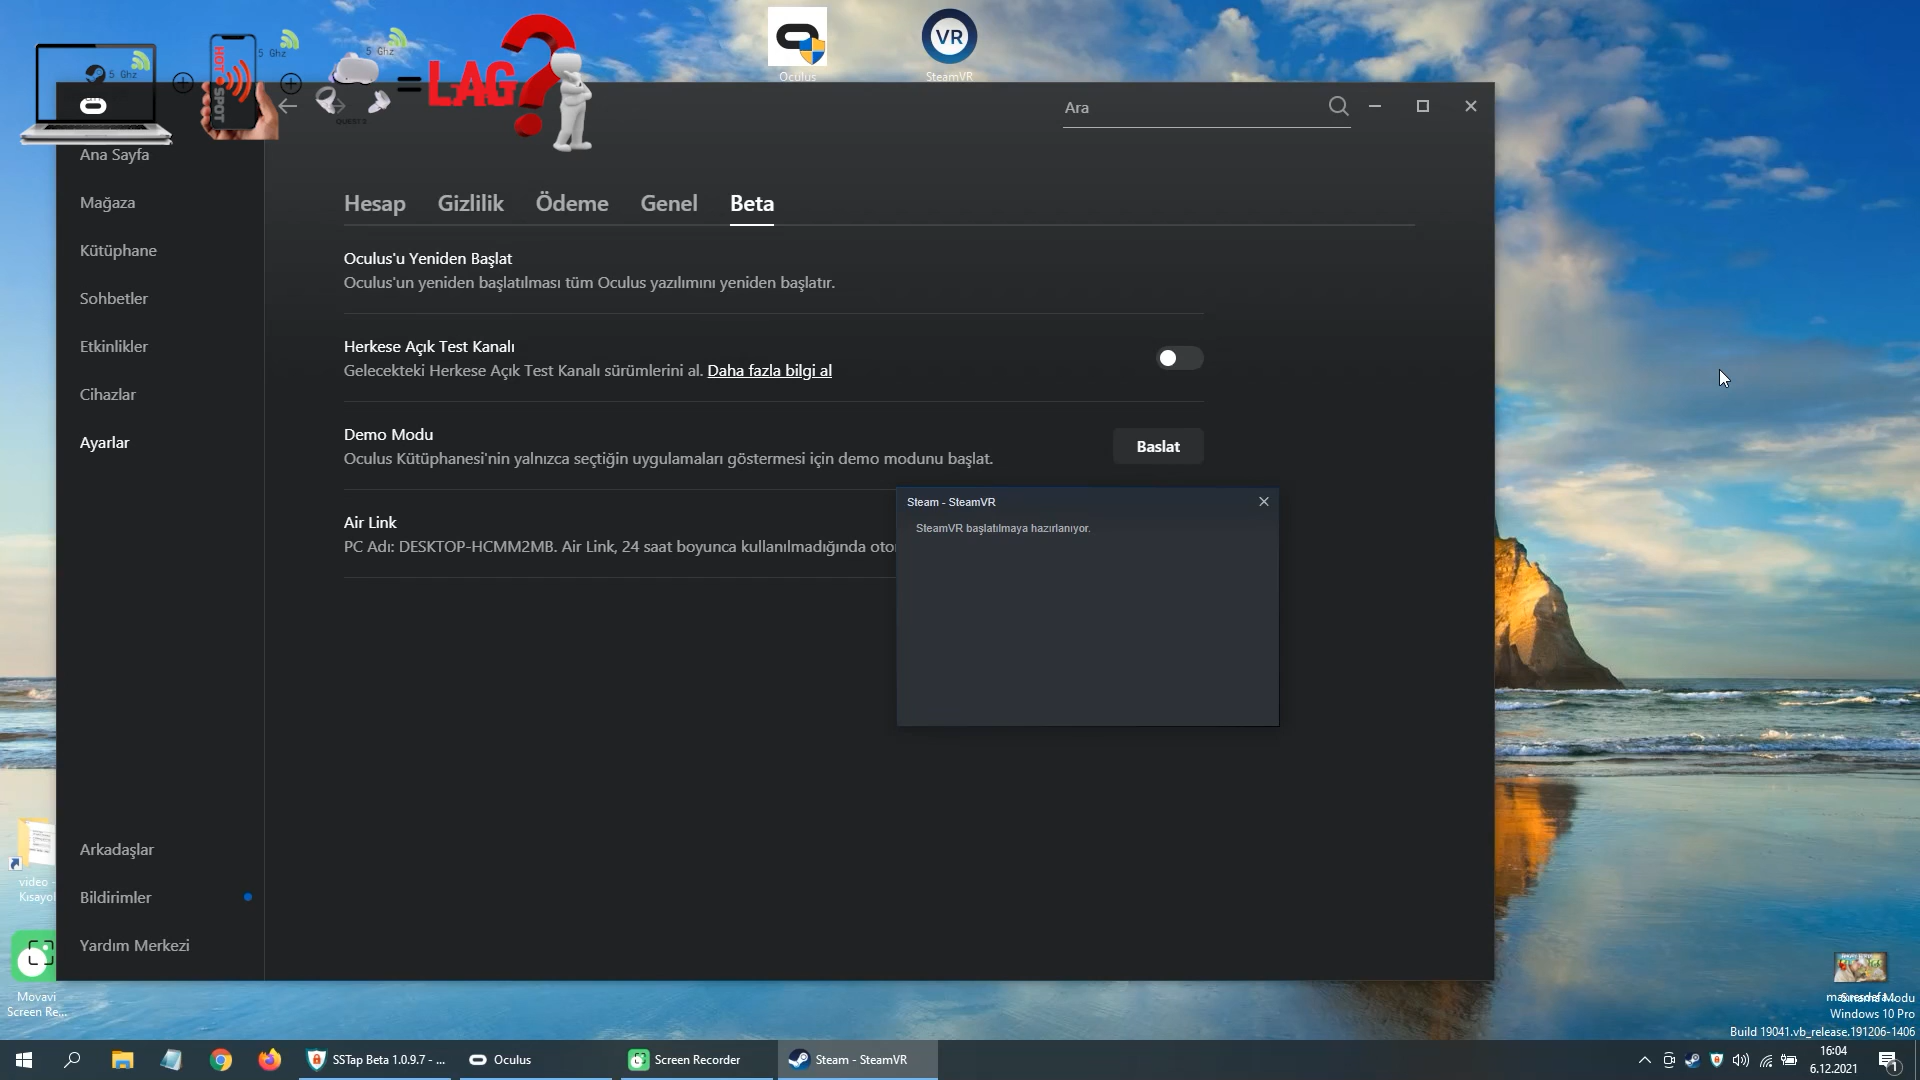 5 Ghz
HOTSPOT
5 Ghz
5 Ghz
QUEST2
=
LAG?
Oculus
SteamVR
Ara
Ana Sayfa
Mağaza
Kütüphane
Sohbetler
Etkinlikler
Cihazlar
Ayarlar
Arkadaşlar
Bildirimler
Yardım Merkezi
Hesap Gizlilik Ödeme Genel Beta
Oculus'u Yeniden Başlat
Oculus'un yeniden başlatılması tüm Oculus yazılımını yeniden başlatır.
Herkese Açık Test Kanalı
Gelecekteki Herkese Açık Test Kanalı sürümlerini al. Daha fazla bilgi al
Demo Modu
Oculus Kütüphanesi'nin yalnızca seçtiğin uygulamaları göstermesi için demo modunu başlat.
Baslat
Air Link
PC Adı: DESKTOP-HCMM2MB. Air Link, 24 saat boyunca kullanılmadığında oto
Steam - SteamVR
SteamVR başlatılmaya hazırlanıyor.
video -
Kısayol
Movavi
Screen Re...
Sınama Modu
Windows 10 Pro
Build 19041.vb_release.191206-1406
SSTap Beta 1.0.9.7 - ...
Oculus
Screen Recorder
Steam - SteamVR
16:04
6.12.2021
1